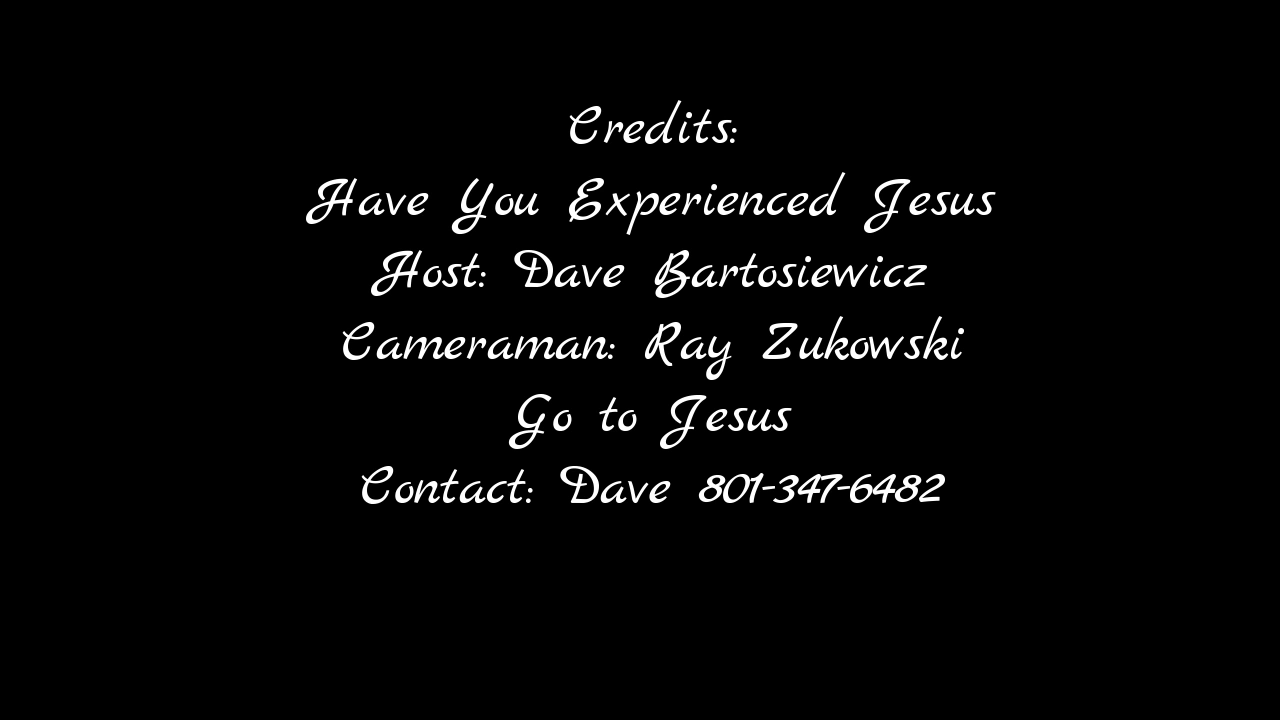 Credits:
Have You Experienced Jesus
Host: Dave Bartosiewicz
Cameraman: Ray Zukowski
Go to Jesus
Contact: Dave 801-347-6482